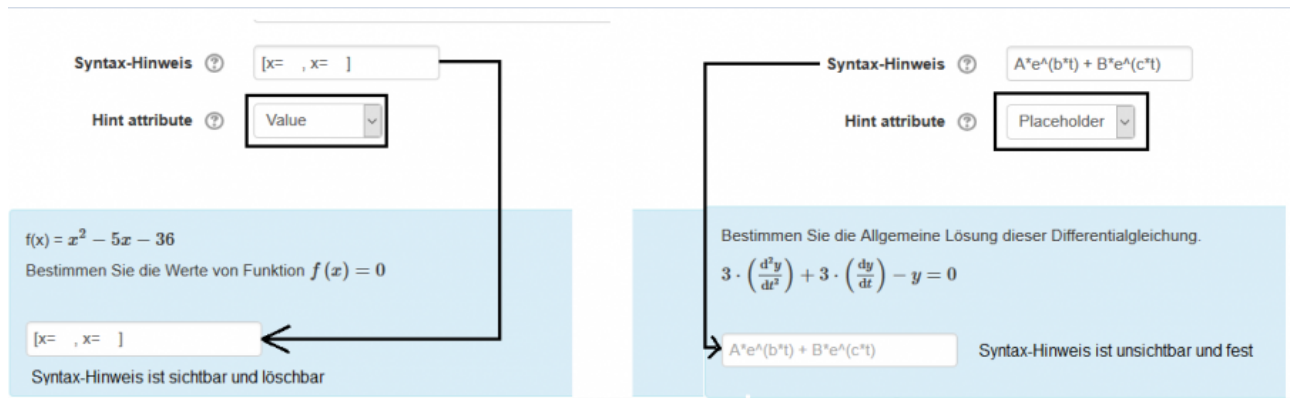 Syntax-Hinweis ? [x= , x= ]
Hint attribute ? Value
f(x) = x² − 5x − 36
Bestimmen Sie die Werte von Funktion f(x) = 0
[x= , x= ]
Syntax-Hinweis ist sichtbar und löschbar
Syntax-Hinweis ? A*e^(b*t) + B*e^(c*t)
Hint attribute ? Placeholder
Bestimmen Sie die Allgemeine Lösung dieser Differentialgleichung.
3 · (d²y/dt²) + 3 · (dy/dt) − y = 0
A*e^(b*t) + B*e^(c*t) Syntax-Hinweis ist unsichtbar und fest